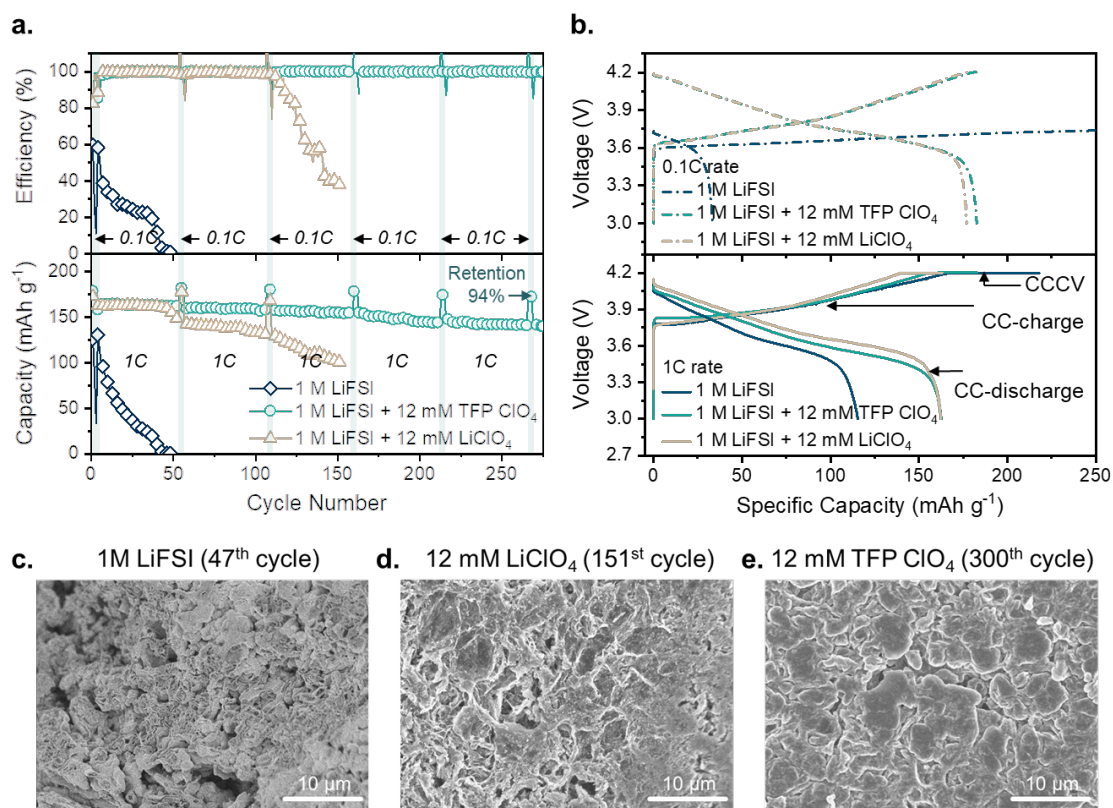 a.
Efficiency (%)
100
80
60
40
20
0
0.1C
0.1C
0.1C
0.1C
0.1C
Capacity (mAh g⁻¹)
200
150
100
50
0
Retention
94%
1C
1C
1C
1C
1C
1 M LiFSI
1 M LiFSI + 12 mM TFP ClO₄
1 M LiFSI + 12 mM LiClO₄
0
50
100
150
200
250
Cycle Number
b.
Voltage (V)
4.2
3.6
3.0
0.1C rate
1 M LiFSI
1 M LiFSI + 12 mM TFP ClO₄
1 M LiFSI + 12 mM LiClO₄
Voltage (V)
4.2
3.9
3.6
3.3
3.0
2.7
CCCV
CC-charge
CC-discharge
1C rate
1 M LiFSI
1 M LiFSI + 12 mM TFP ClO₄
1 M LiFSI + 12 mM LiClO₄
0
50
100
150
200
250
Specific Capacity (mAh g⁻¹)
c.
1M LiFSI (47ᵗʰ cycle)
10 µm
d.
12 mM LiClO₄ (151ˢᵗ cycle)
10 µm
e.
12 mM TFP ClO₄ (300ᵗʰ cycle)
10 µm